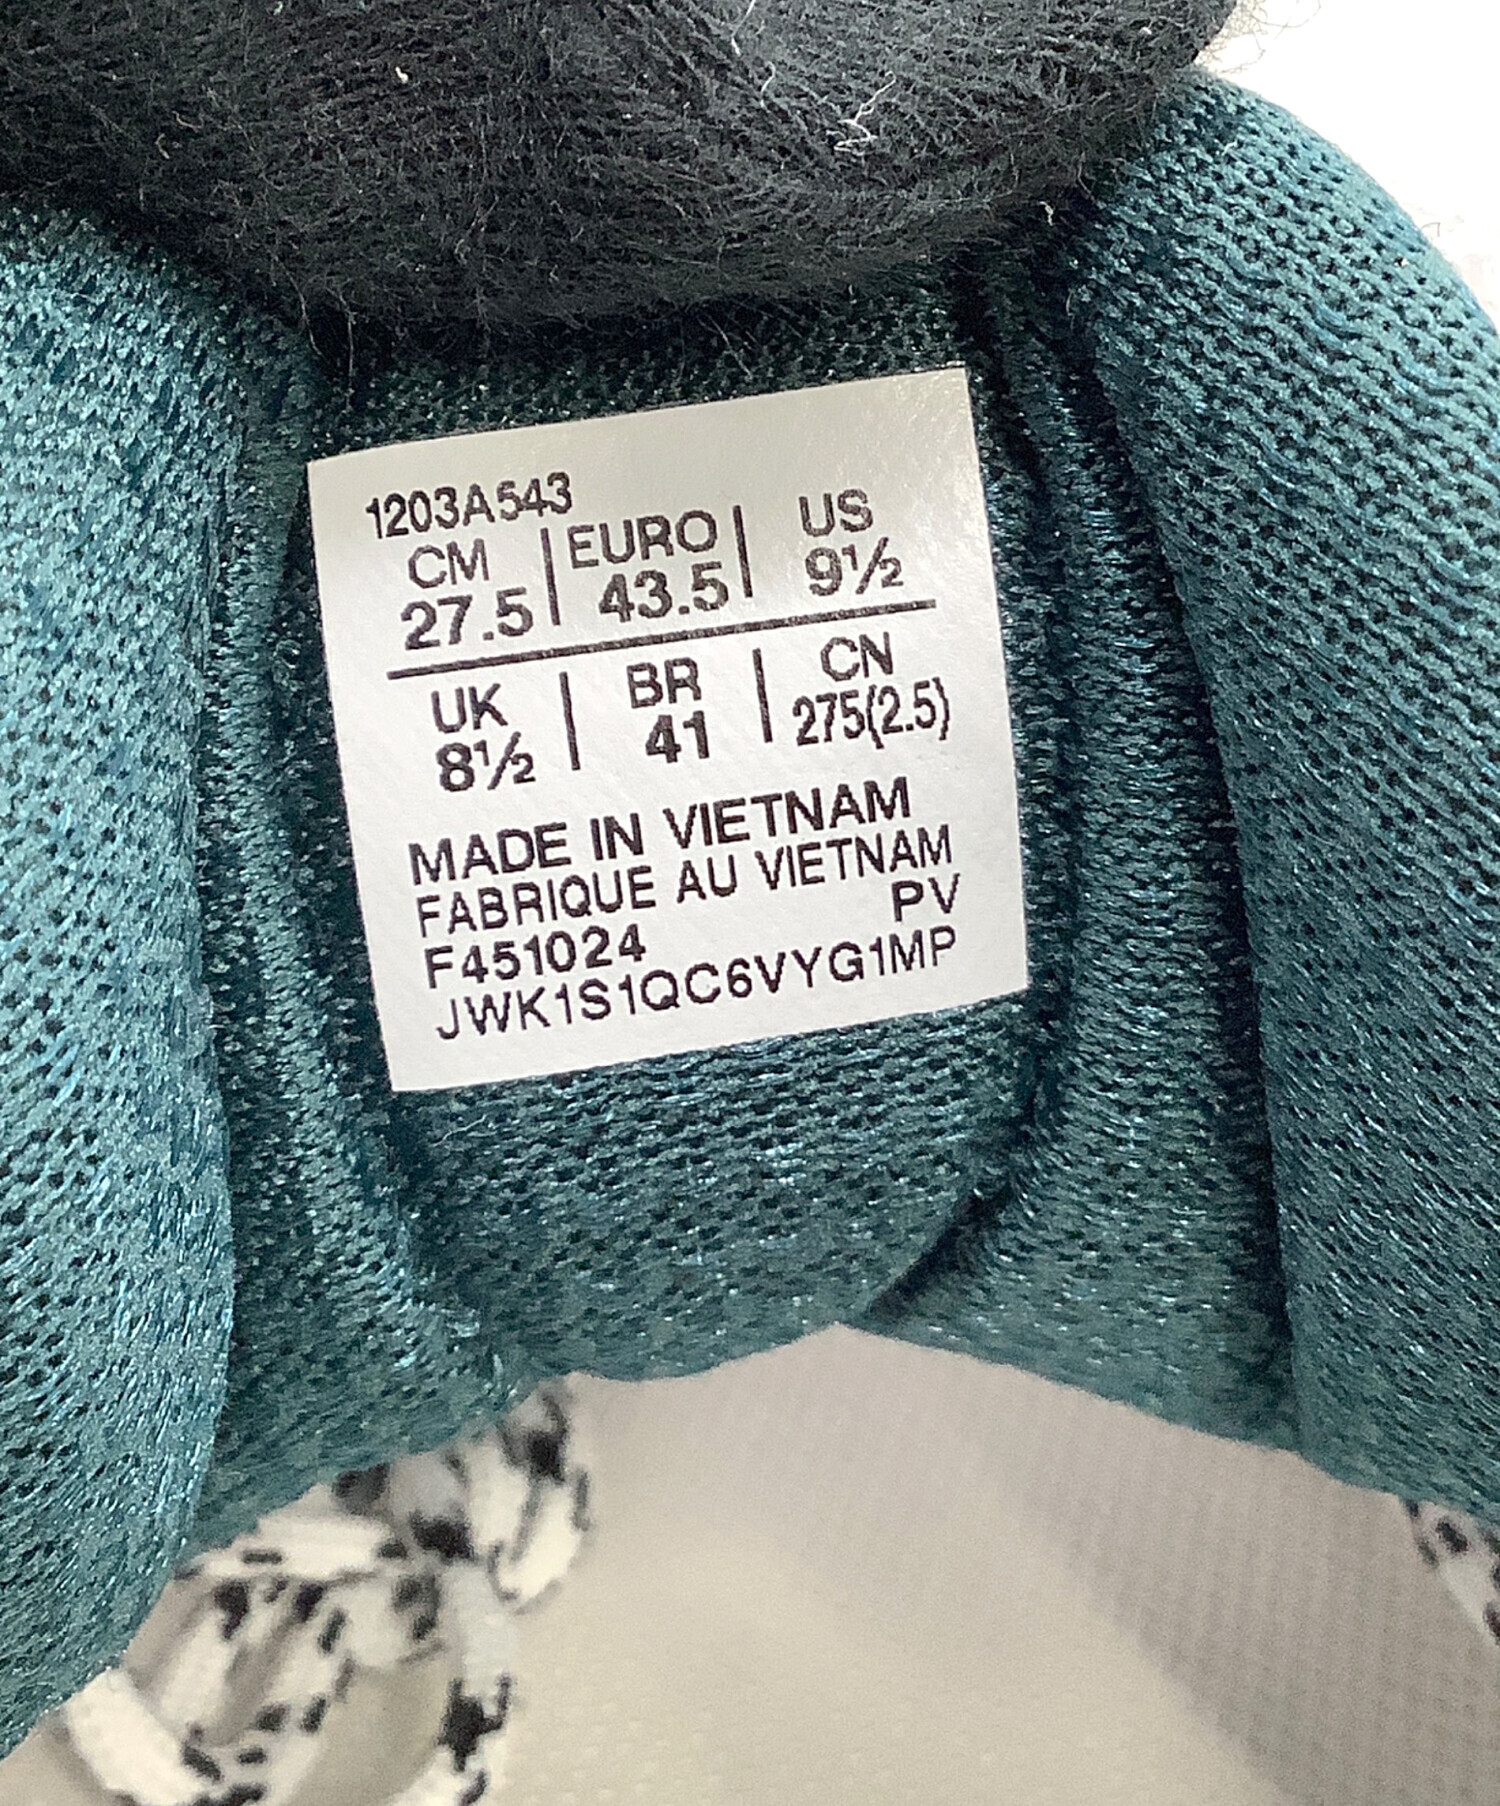 1203A543
CM | EURO | US
27.5 | 43.5 | 9½
UK | BR | CN
8½ | 41 | 275(2.5)
MADE IN VIETNAM
FABRIQUE AU VIETNAM
PV
F451024
JWK1S1QC6VYG1MP